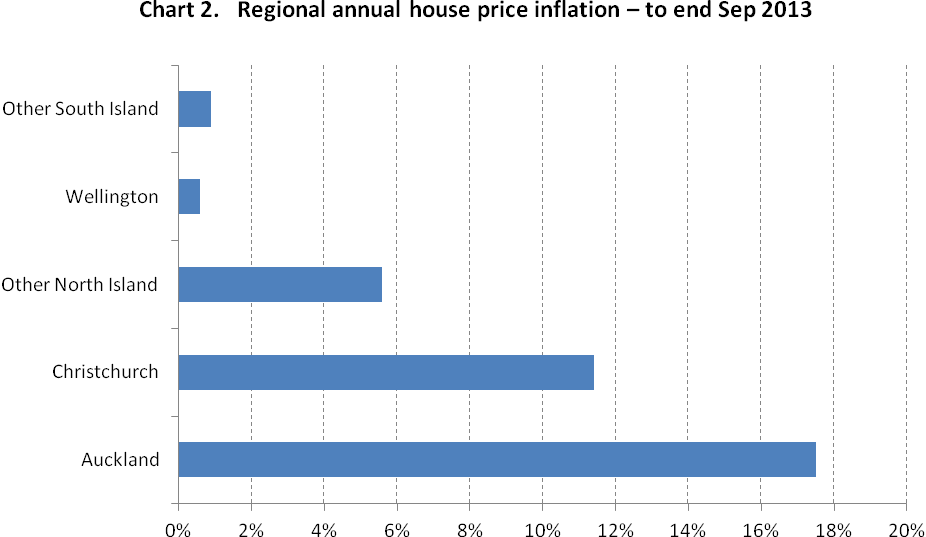 Chart 2. Regional annual house price inflation – to end Sep 2013
Other South Island
Wellington
Other North Island
Christchurch
Auckland
0% 2% 4% 6% 8% 10% 12% 14% 16% 18% 20%